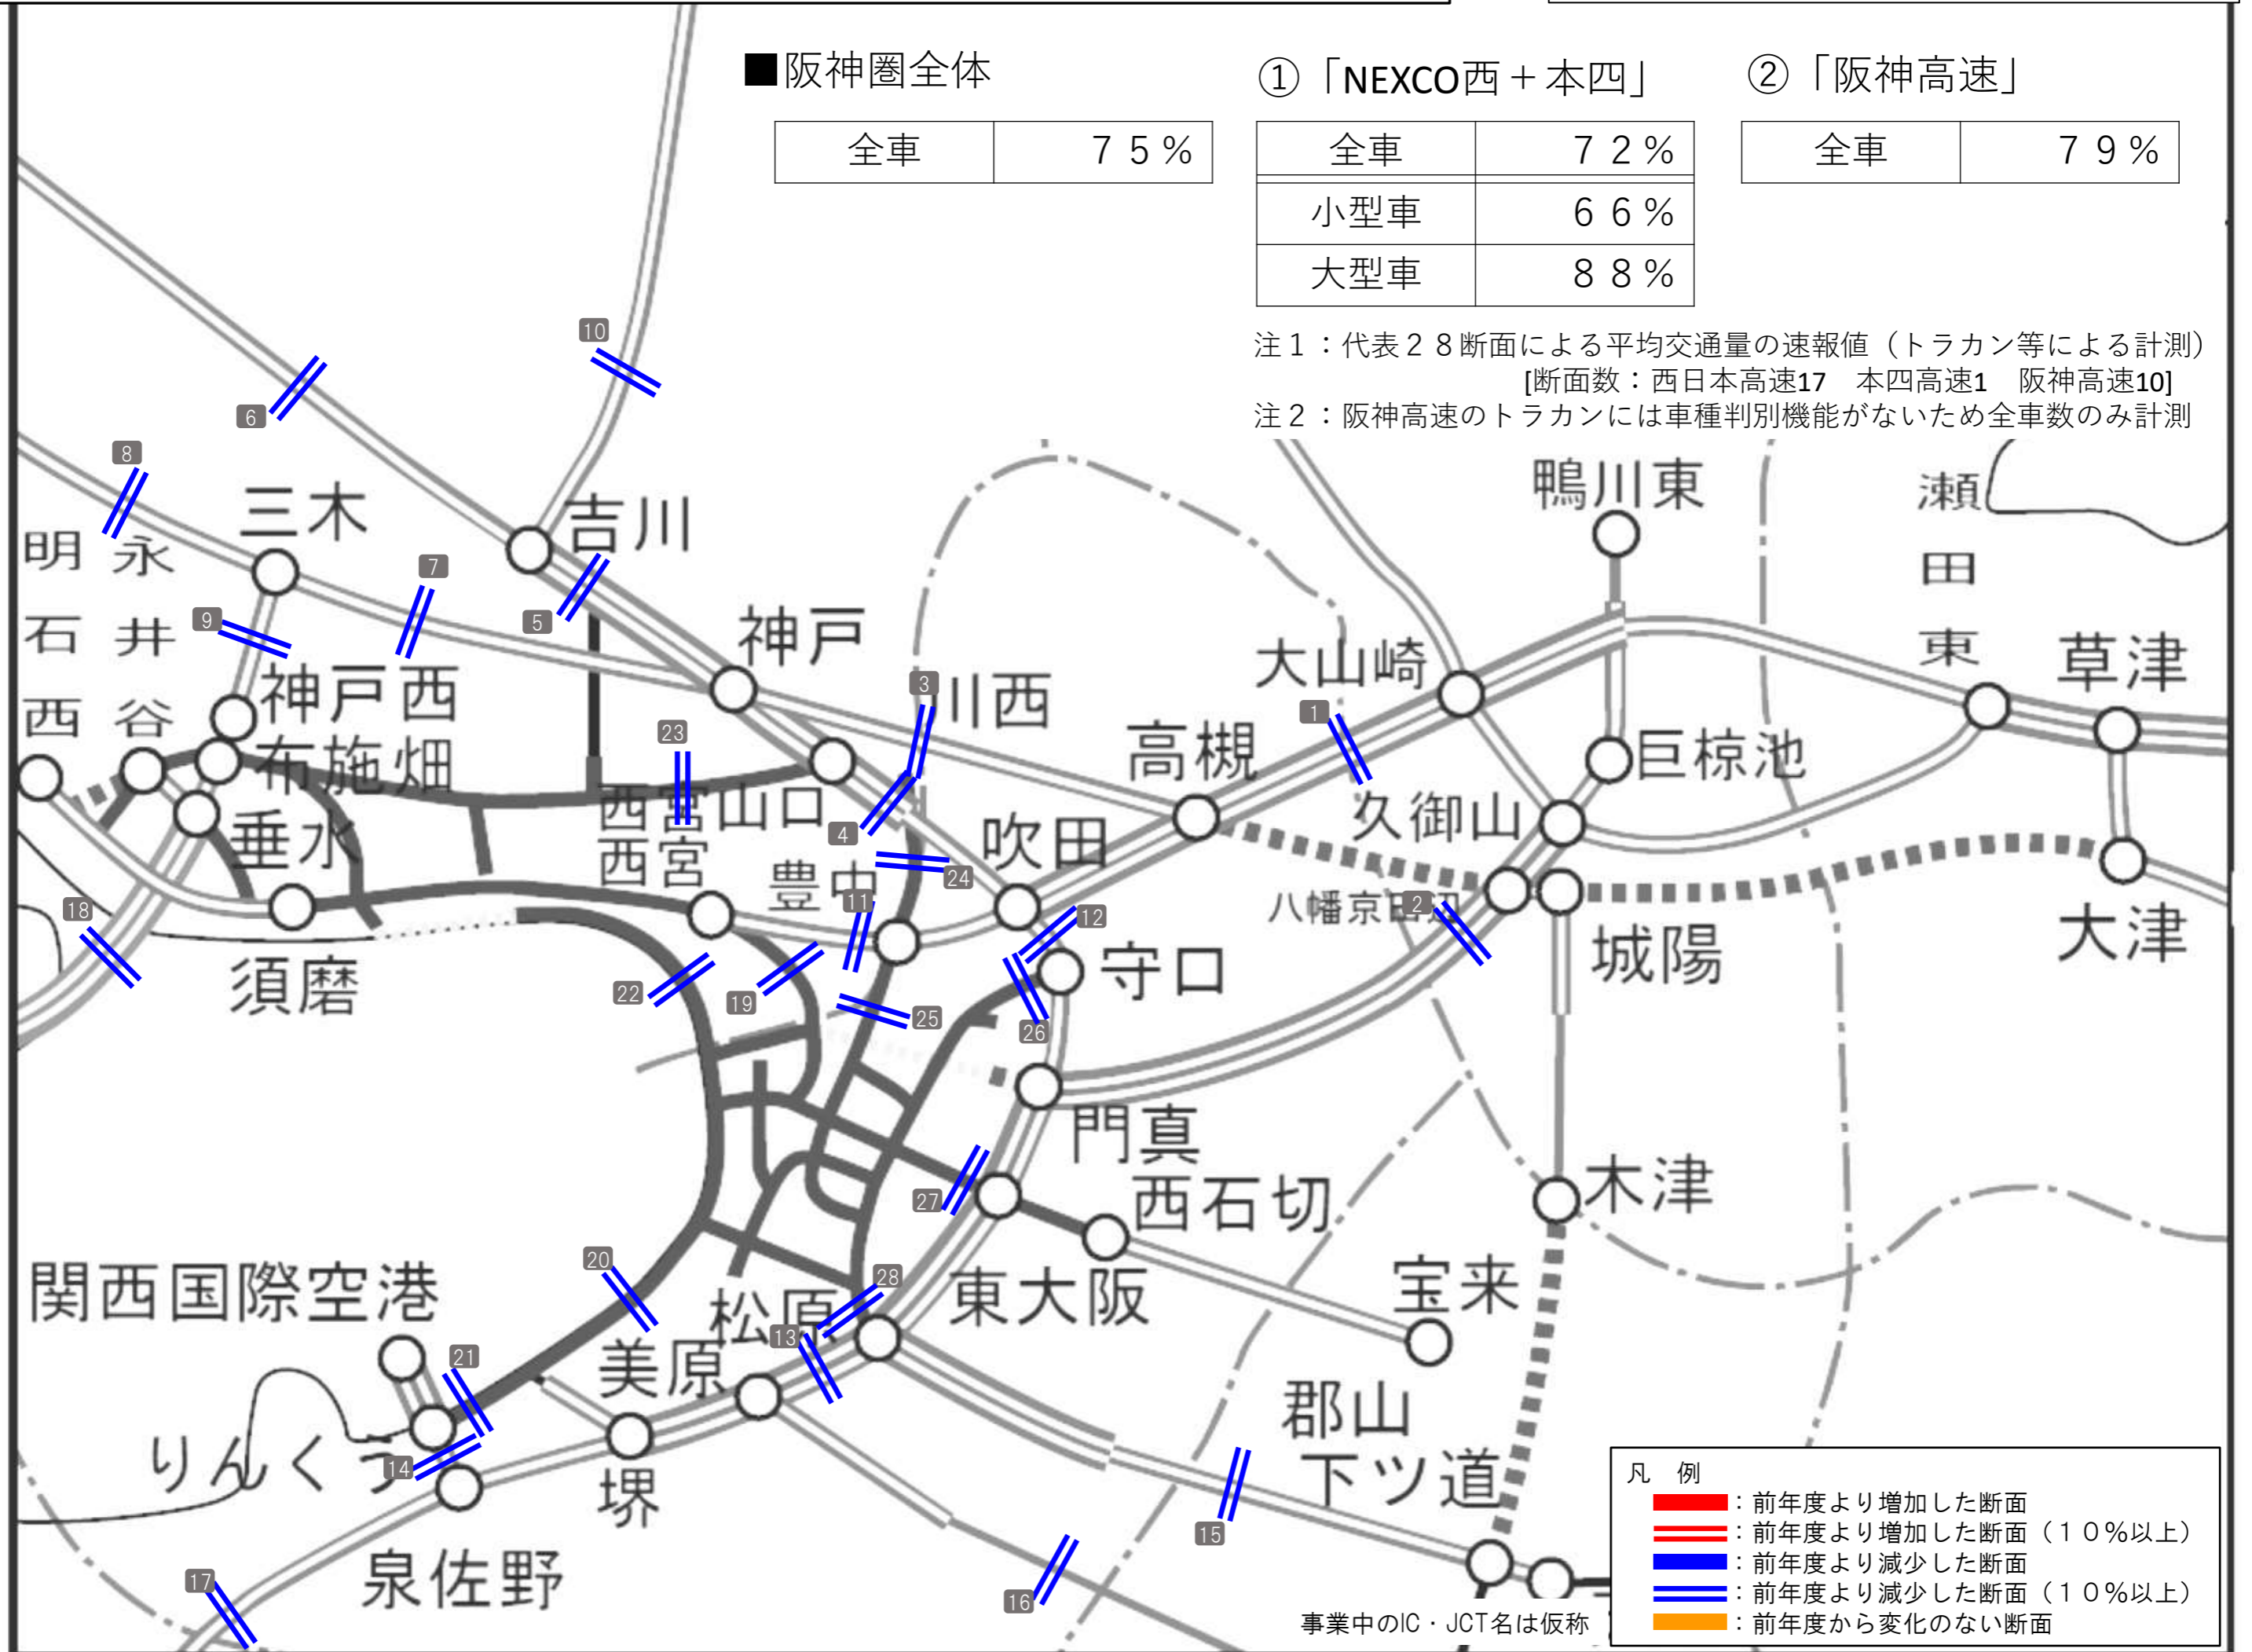 ■阪神圏全体
全車 ７５％
①「NEXCO西＋本四」
全車 ７２％
小型車 ６６％
大型車 ８８％
②「阪神高速」
全車 ７９％
注１：代表２８断面による平均交通量の速報値（トラカン等による計測）
[断面数：西日本高速17　本四高速1　阪神高速10]
注２：阪神高速のトラカンには車種判別機能がないため全車数のみ計測
10
6
8
三木
吉川
鴨川東
瀬田東
明石西
永井谷
7
5
9
神戸
神戸西
布施畑
3
川西
大山崎
1
草津
高槻
巨椋池
23
西宮山口
4
久御山
垂水
西宮
豊中
吹田
24
11
八幡京田辺
2
12
18
須磨
22
19
守口
城陽
大津
25
26
門真
27
西石切
木津
関西国際空港
20
28
松原
東大阪
宝来
13
21
美原
りんくう
14
堺
郡山下ツ道
15
泉佐野
17
16
事業中のIC・JCT名は仮称
凡　例
：前年度より増加した断面
：前年度より増加した断面（１０％以上）
：前年度より減少した断面
：前年度より減少した断面（１０％以上）
：前年度から変化のない断面